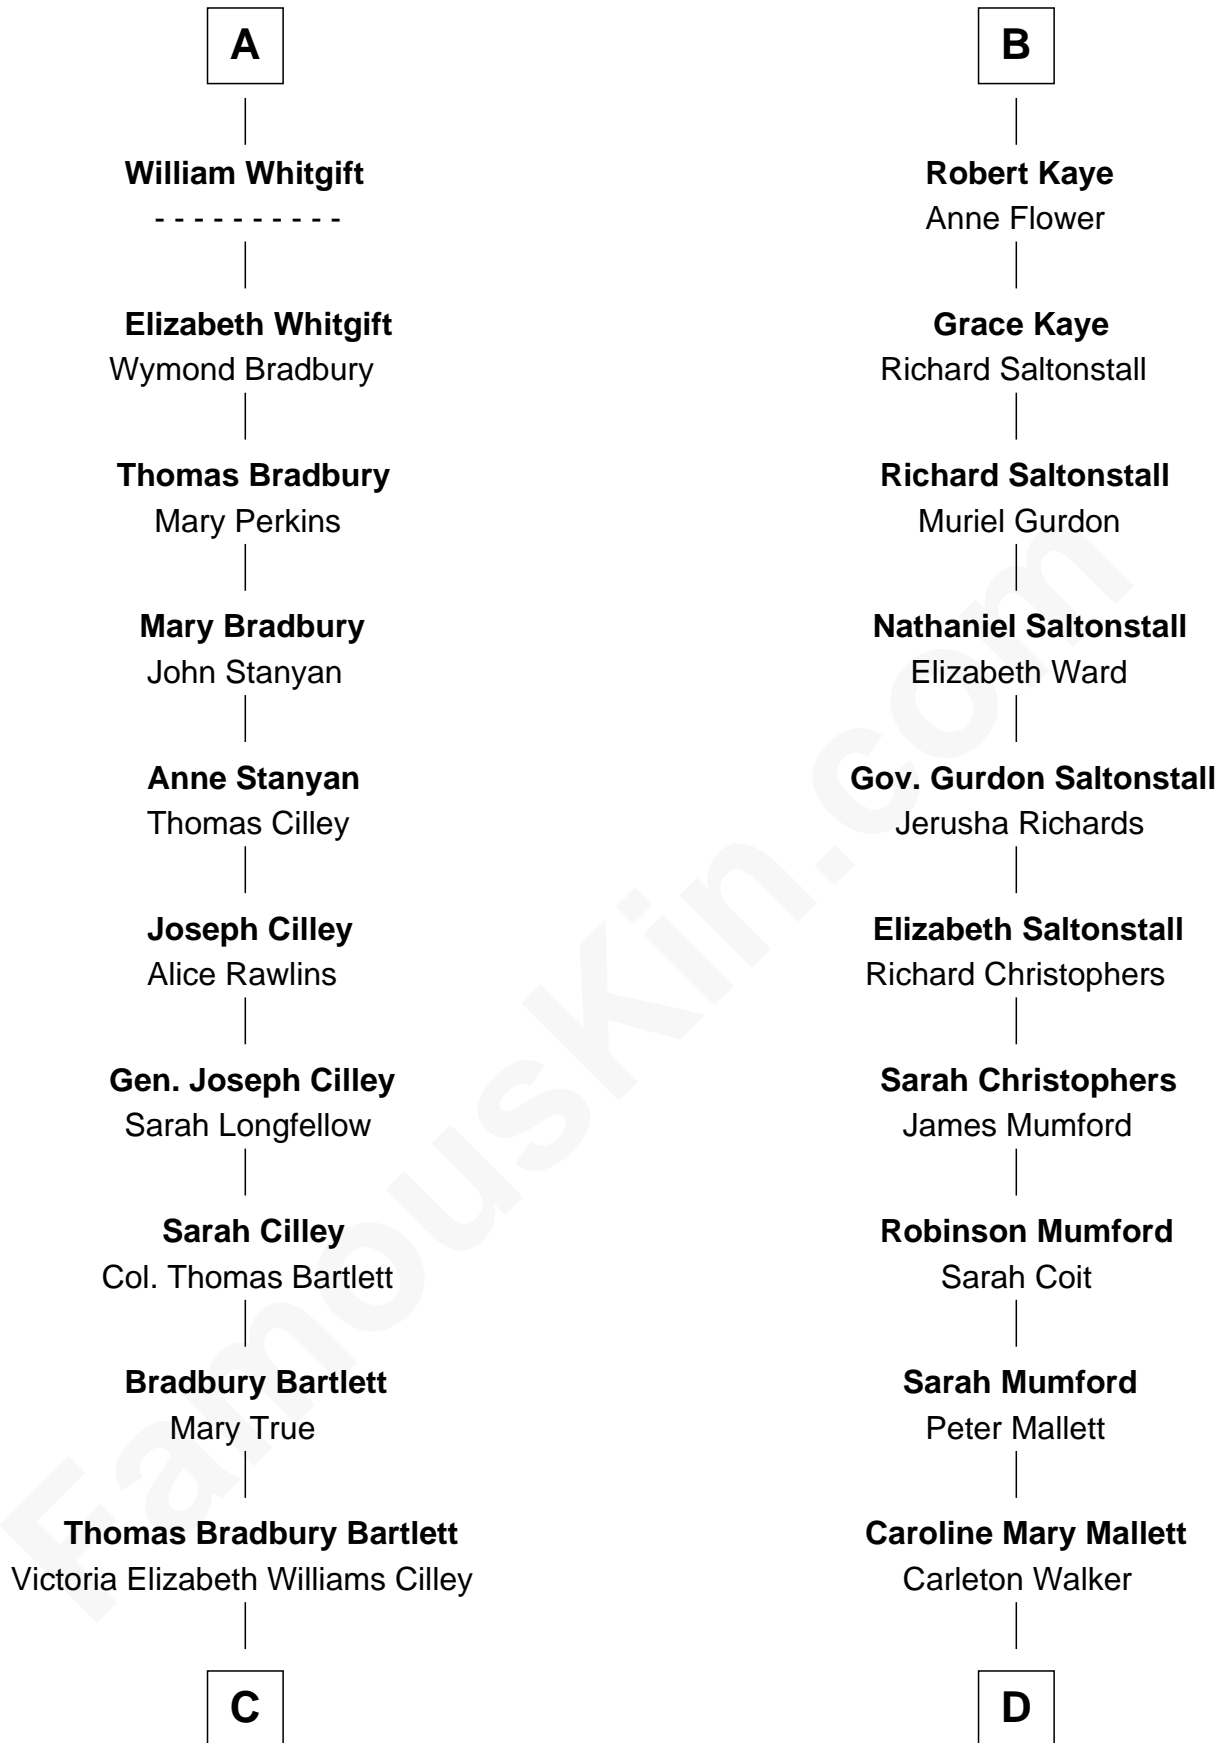 A
William Whitgift
- - - - - - - - - -
Elizabeth Whitgift
Wymond Bradbury
Thomas Bradbury
Mary Perkins
Mary Bradbury
John Stanyan
Anne Stanyan
Thomas Cilley
Joseph Cilley
Alice Rawlins
Gen. Joseph Cilley
Sarah Longfellow
Sarah Cilley
Col. Thomas Bartlett
Bradbury Bartlett
Mary True
Thomas Bradbury Bartlett
Victoria Elizabeth Williams Cilley
C
B
Robert Kaye
Anne Flower
Grace Kaye
Richard Saltonstall
Richard Saltonstall
Muriel Gurdon
Nathaniel Saltonstall
Elizabeth Ward
Gov. Gurdon Saltonstall
Jerusha Richards
Elizabeth Saltonstall
Richard Christophers
Sarah Christophers
James Mumford
Robinson Mumford
Sarah Coit
Sarah Mumford
Peter Mallett
Caroline Mary Mallett
Carleton Walker
D
FamousKin.com